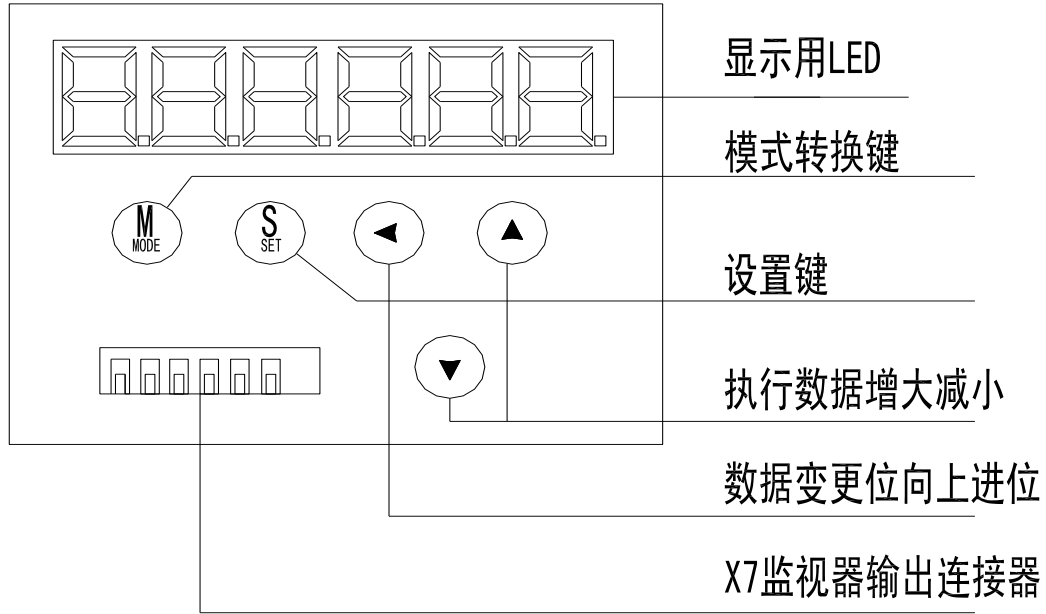 显示用LED
模式转换键
M
MODE
S
SET
设置键
执行数据增大减小
数据变更位向上进位
X7监视器输出连接器